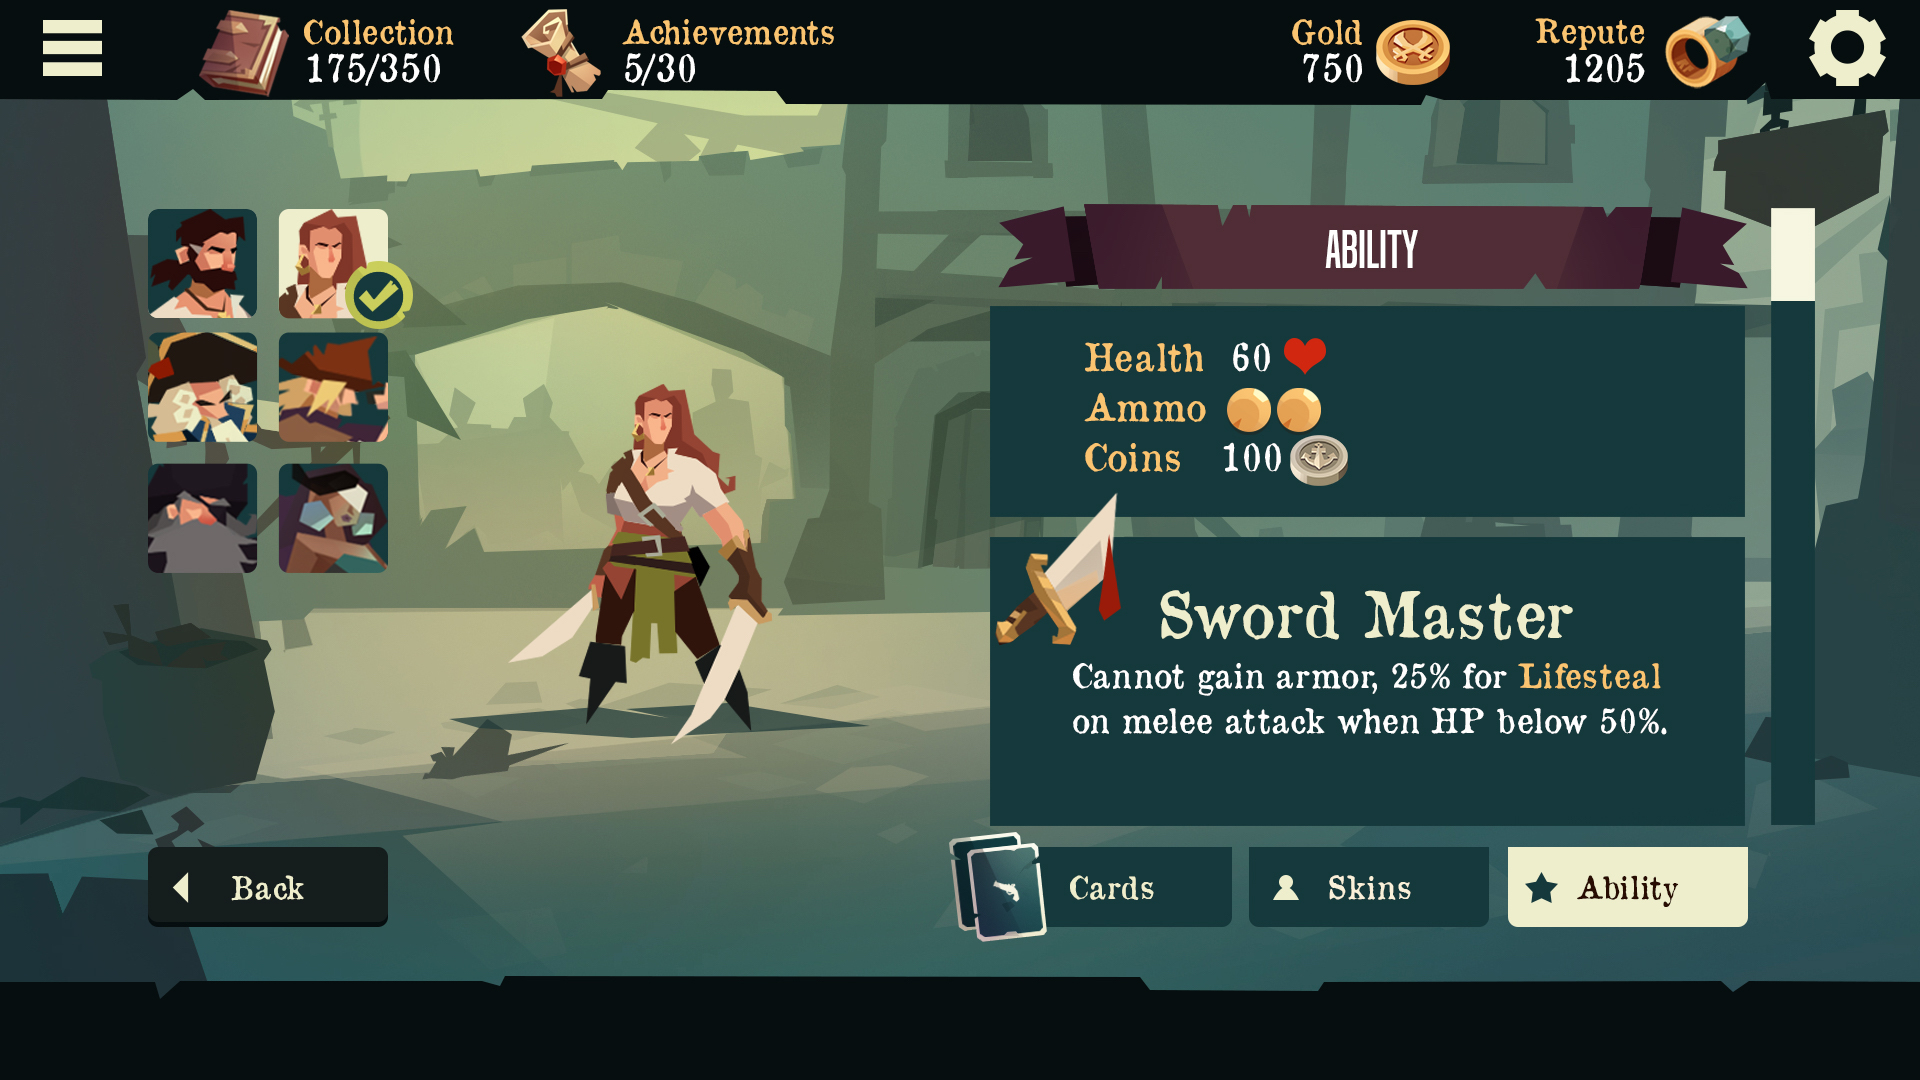 Collection
175/350
Achievements
5/30
Gold
750
Repute
1205
ABILITY
Health 60
Ammo
Coins 100
Sword Master
Cannot gain armor, 25% for Lifesteal
on melee attack when HP below 50%.
Back
Cards
Skins
Ability